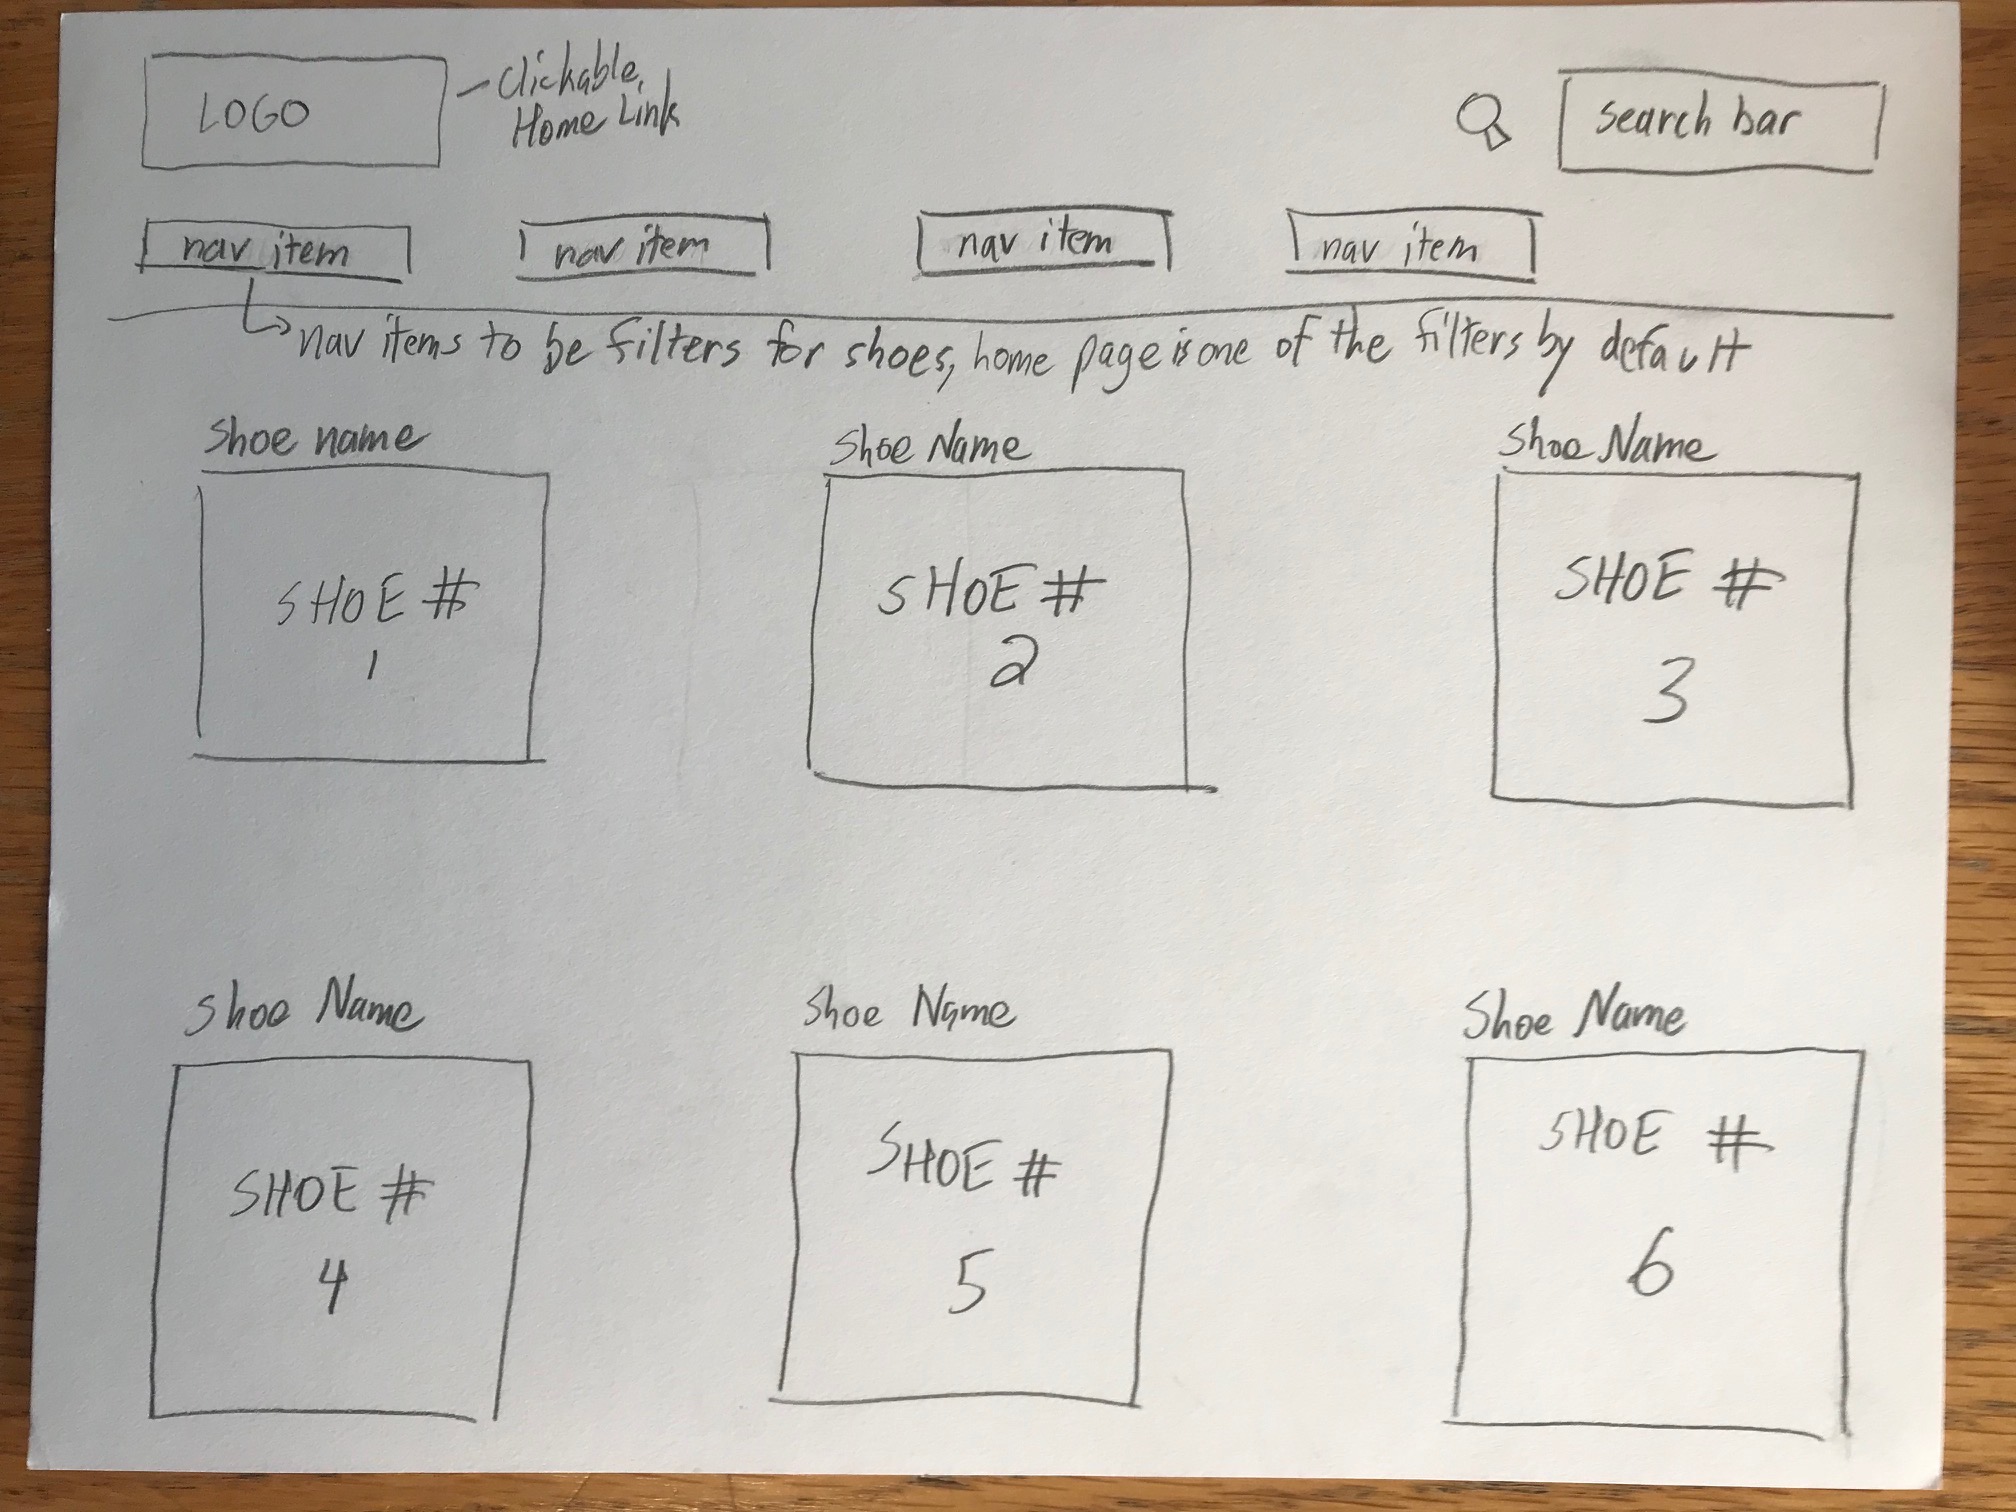 LOGO
Clickable,
Home Link
search bar
nav item
nav item
nav item
nav item
nav items to be filters for shoes, home page is one of the filters by default
Shoe name
Shoe Name
Shoe Name
SHOE #
1
SHOE #
2
SHOE #
3
Shoe Name
Shoe Name
Shoe Name
SHOE #
4
SHOE #
5
SHOE #
6